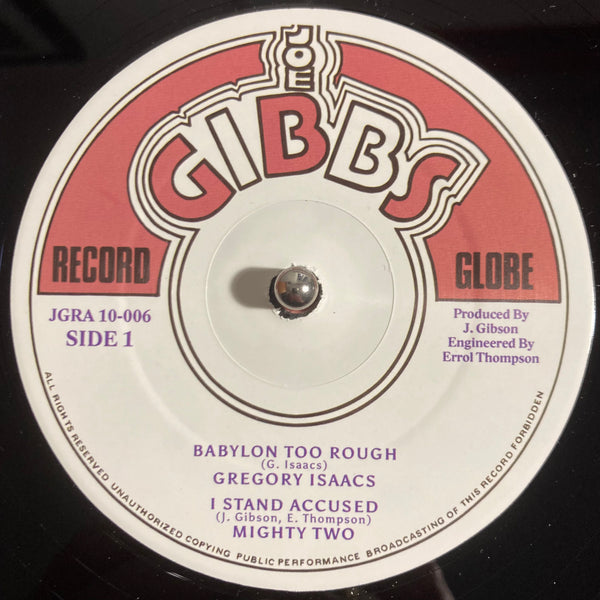 JOE
GIBBS
RECORD
GLOBE
JGRA 10-006
SIDE 1
Produced By
J. Gibson
Engineered By
Errol Thompson
BABYLON TOO ROUGH
(G. Isaacs)
GREGORY ISAACS
I STAND ACCUSED
(J. Gibson, E. Thompson)
MIGHTY TWO
ALL RIGHTS RESERVED UNAUTHORIZED COPYING PUBLIC PERFORMANCE BROADCASTING OF THIS RECORD FORBIDDEN